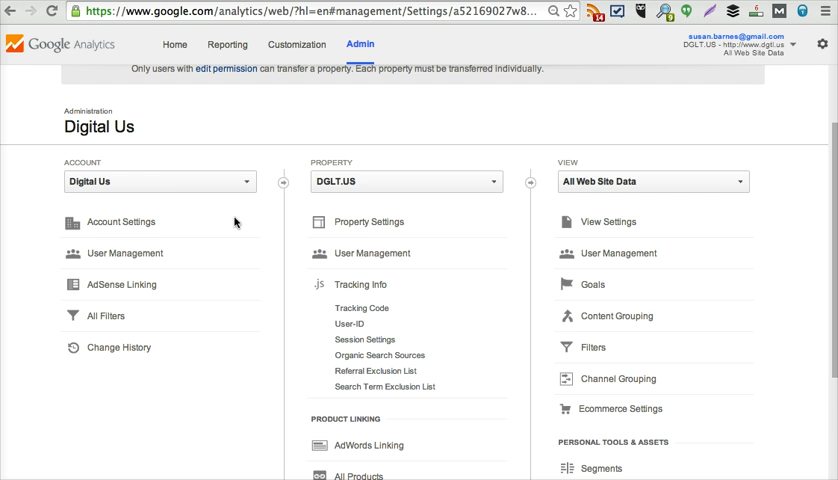 https://www.google.com/analytics/web/?hl=en#management/Settings/a52169027w8...
14
9
6
Google Analytics
Home Reporting Customization Admin
susan.barnes@gmail.com
DGLT.US - http://www.dgtl.us
All Web Site Data
Only users with edit permission can transfer a property. Each property must be transferred individually.
Administration
Digital Us
ACCOUNT
Digital Us
Account Settings
User Management
AdSense Linking
All Filters
Change History
PROPERTY
DGLT.US
Property Settings
User Management
.js Tracking Info
Tracking Code
User-ID
Session Settings
Organic Search Sources
Referral Exclusion List
Search Term Exclusion List
PRODUCT LINKING
AdWords Linking
All Products
VIEW
All Web Site Data
View Settings
User Management
Goals
Content Grouping
Filters
Channel Grouping
Ecommerce Settings
PERSONAL TOOLS & ASSETS
Segments